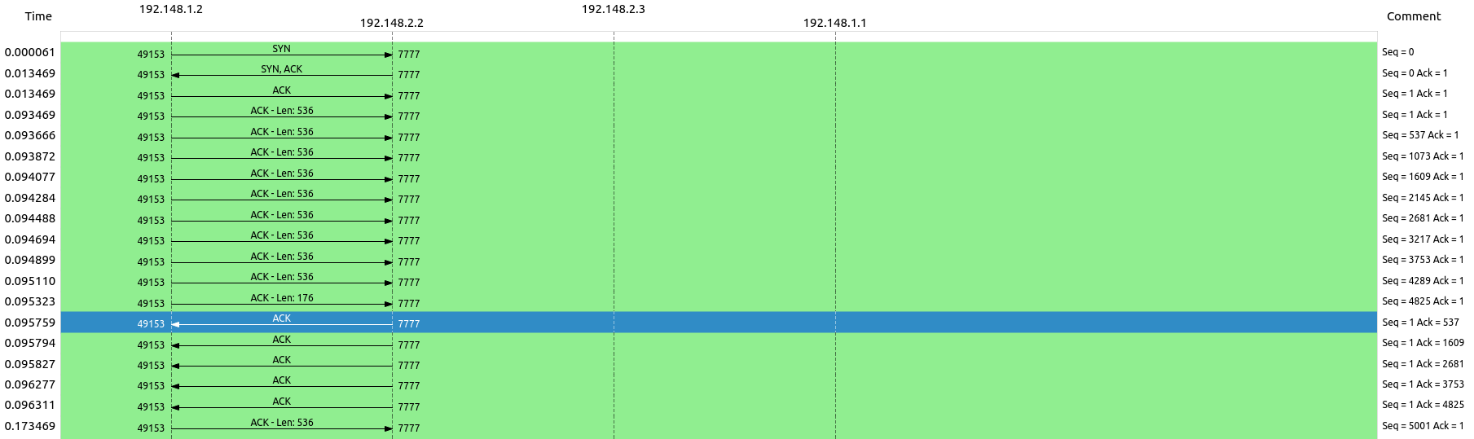 Time 192.148.1.2 192.148.2.2 192.148.2.3 192.148.1.1 Comment
0.000061 49153 SYN 7777 Seq = 0
0.013469 49153 SYN, ACK 7777 Seq = 0 Ack = 1
0.013469 49153 ACK 7777 Seq = 1 Ack = 1
0.093469 49153 ACK - Len: 536 7777 Seq = 1 Ack = 1
0.093666 49153 ACK - Len: 536 7777 Seq = 537 Ack = 1
0.093872 49153 ACK - Len: 536 7777 Seq = 1073 Ack = 1
0.094077 49153 ACK - Len: 536 7777 Seq = 1609 Ack = 1
0.094284 49153 ACK - Len: 536 7777 Seq = 2145 Ack = 1
0.094488 49153 ACK - Len: 536 7777 Seq = 2681 Ack = 1
0.094694 49153 ACK - Len: 536 7777 Seq = 3217 Ack = 1
0.094899 49153 ACK - Len: 536 7777 Seq = 3753 Ack = 1
0.095110 49153 ACK - Len: 536 7777 Seq = 4289 Ack = 1
0.095323 49153 ACK - Len: 176 7777 Seq = 4825 Ack = 1
0.095759 49153 ACK 7777 Seq = 1 Ack = 537
0.095794 49153 ACK 7777 Seq = 1 Ack = 1609
0.095827 49153 ACK 7777 Seq = 1 Ack = 2681
0.096277 49153 ACK 7777 Seq = 1 Ack = 3753
0.096311 49153 ACK 7777 Seq = 1 Ack = 4825
0.173469 49153 ACK - Len: 536 7777 Seq = 5001 Ack = 1